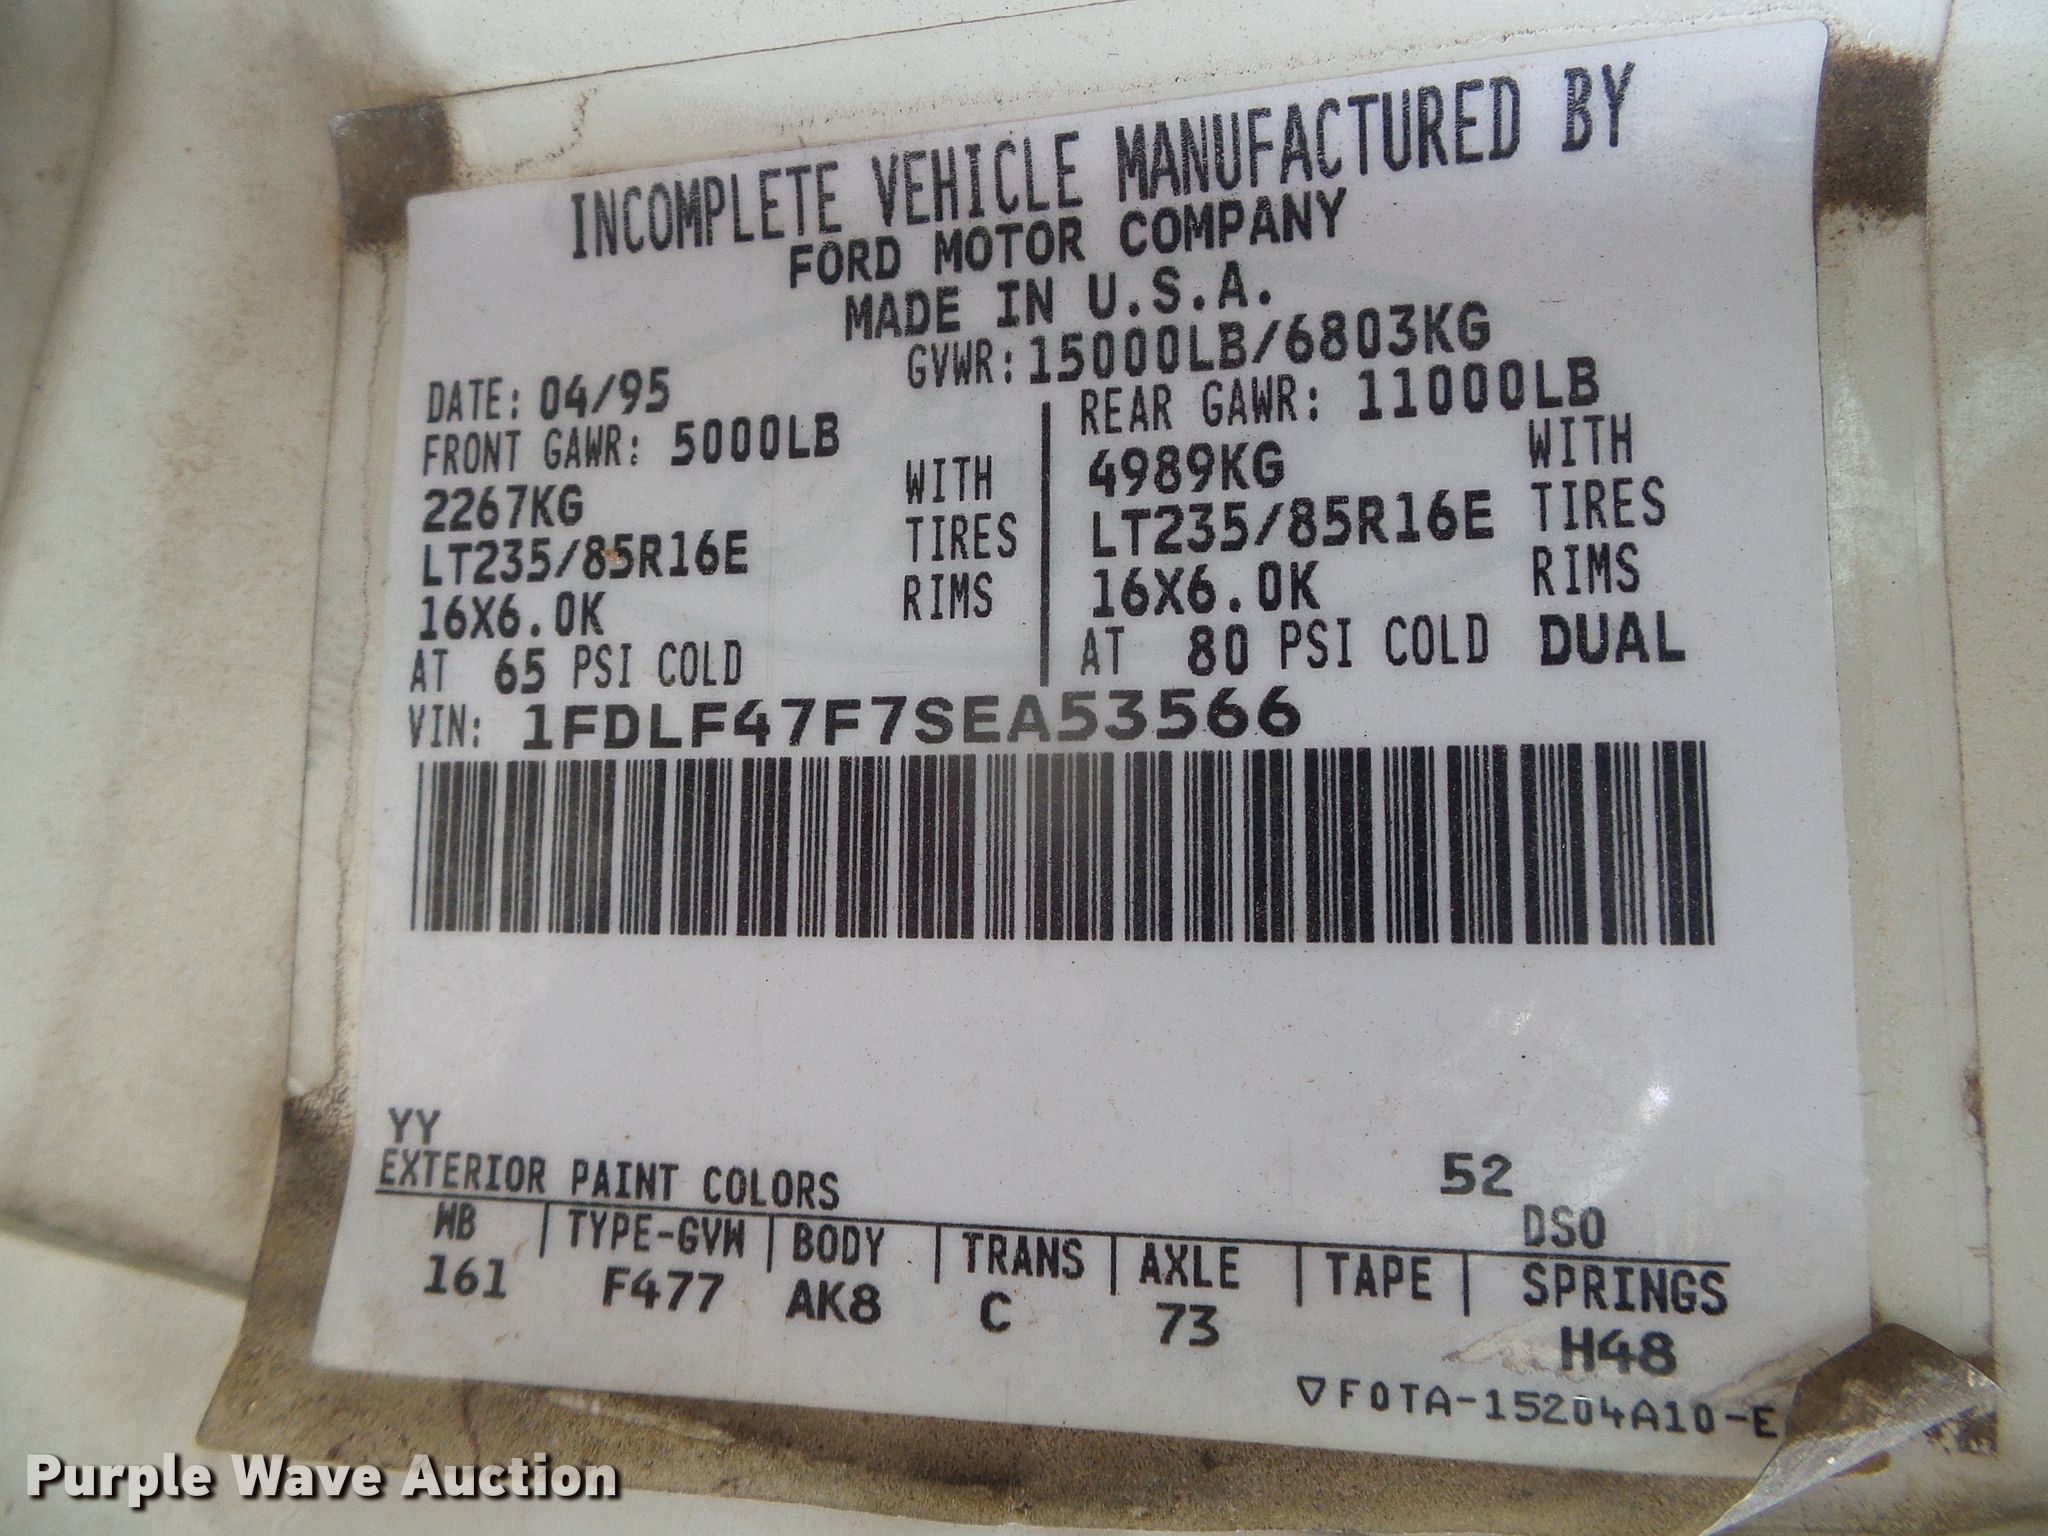 INCOMPLETE VEHICLE MANUFACTURED BY
FORD MOTOR COMPANY
MADE IN U.S.A.
DATE: 04/95 GVWR: 15000LB/6803KG
FRONT GAWR: 5000LB REAR GAWR: 11000LB
2267KG WITH 4989KG WITH
LT235/85R16E TIRES LT235/85R16E TIRES
16X6.0K RIMS 16X6.0K RIMS
AT 65 PSI COLD AT 80 PSI COLD DUAL
VIN: 1FDLF47F7SEA53566
YY
EXTERIOR PAINT COLORS 52 DSO
WB TYPE-GVW BODY TRANS AXLE TAPE SPRINGS
161 F477 AK8 C 73 H48
▽F0TA-15204A10-E
Purple Wave Auction